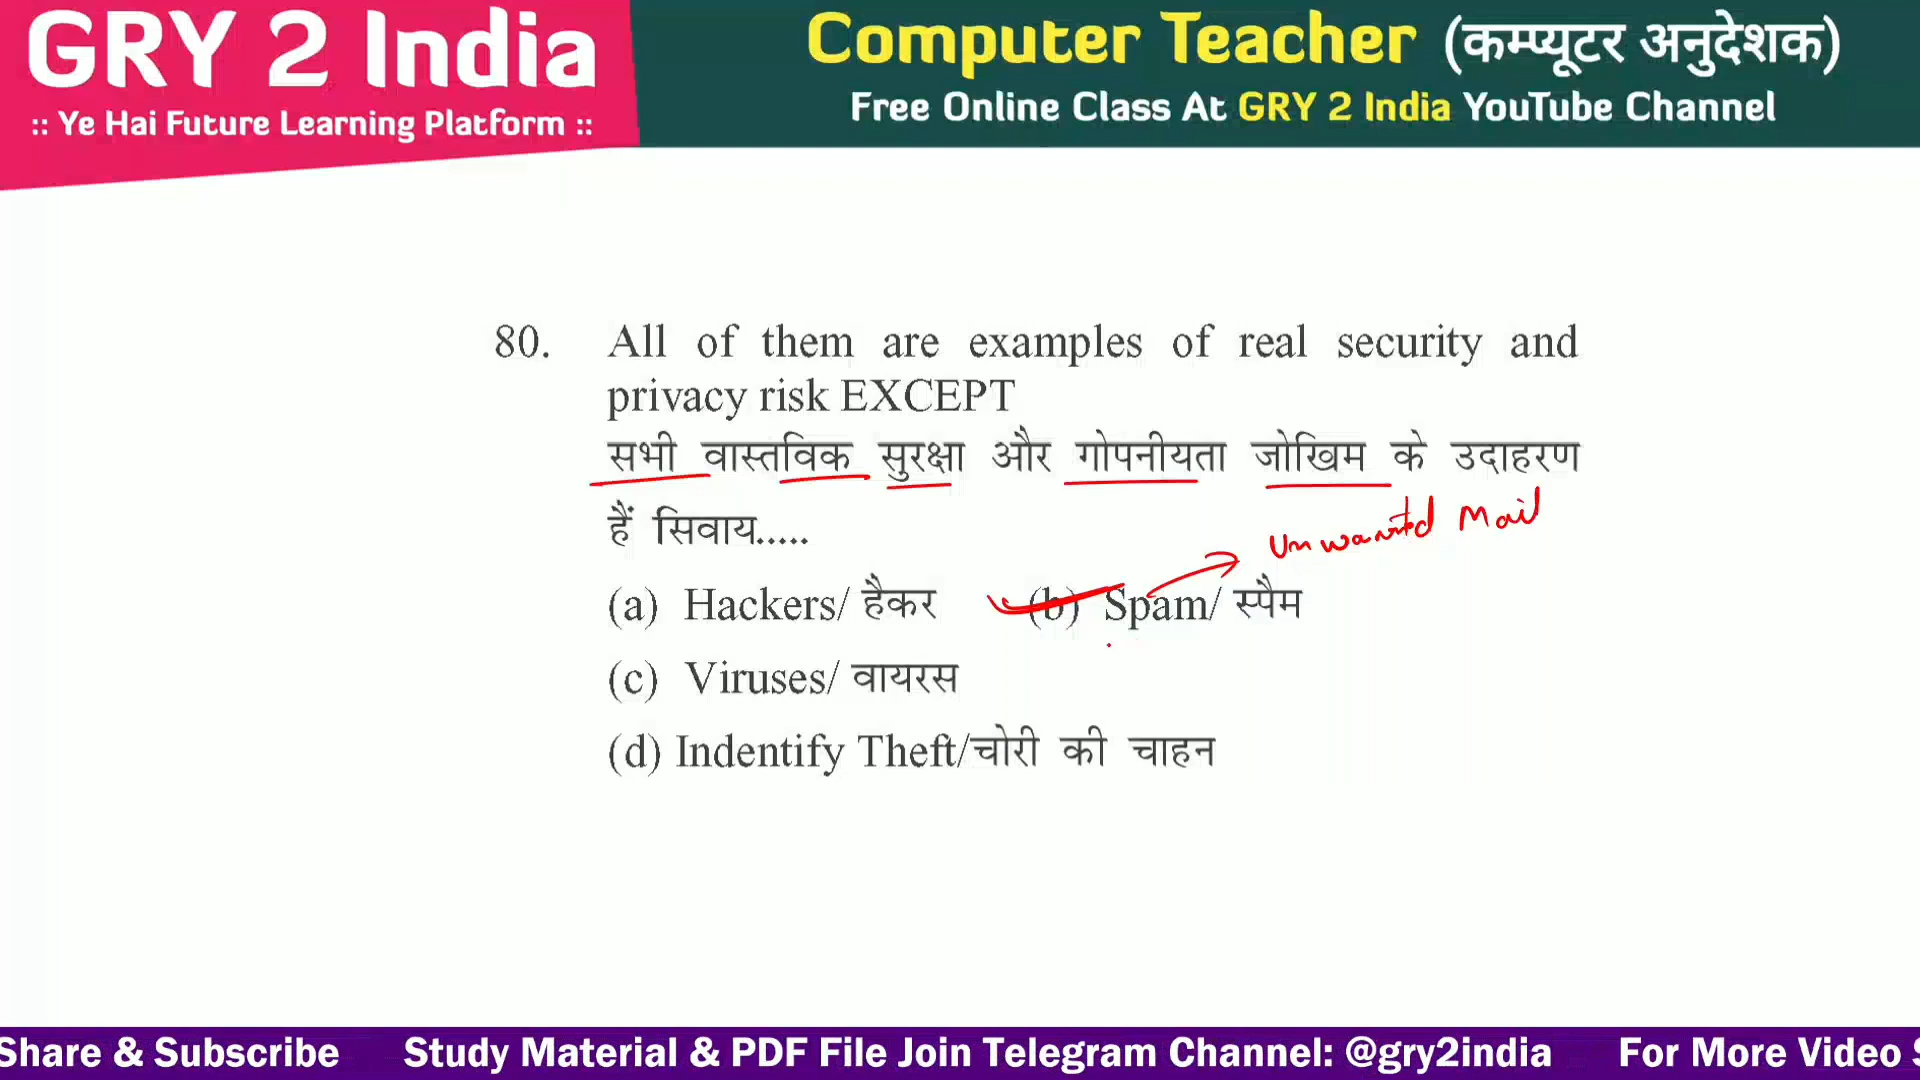 GRY 2 India
:: Ye Hai Future Learning Platform ::
Computer Teacher (कम्प्यूटर अनुदेशक)
Free Online Class At GRY 2 India YouTube Channel
80. All of them are examples of real security and
privacy risk EXCEPT
सभी वास्तविक सुरक्षा और गोपनीयता जोखिम के उदाहरण
हैं सिवाय.....
Unwanted Mail
(a) Hackers/ हैकर (b) Spam/ स्पैम
(c) Viruses/ वायरस
(d) Indentify Theft/चोरी की चाहन
Share & Subscribe Study Material & PDF File Join Telegram Channel: @gry2india For More Video S